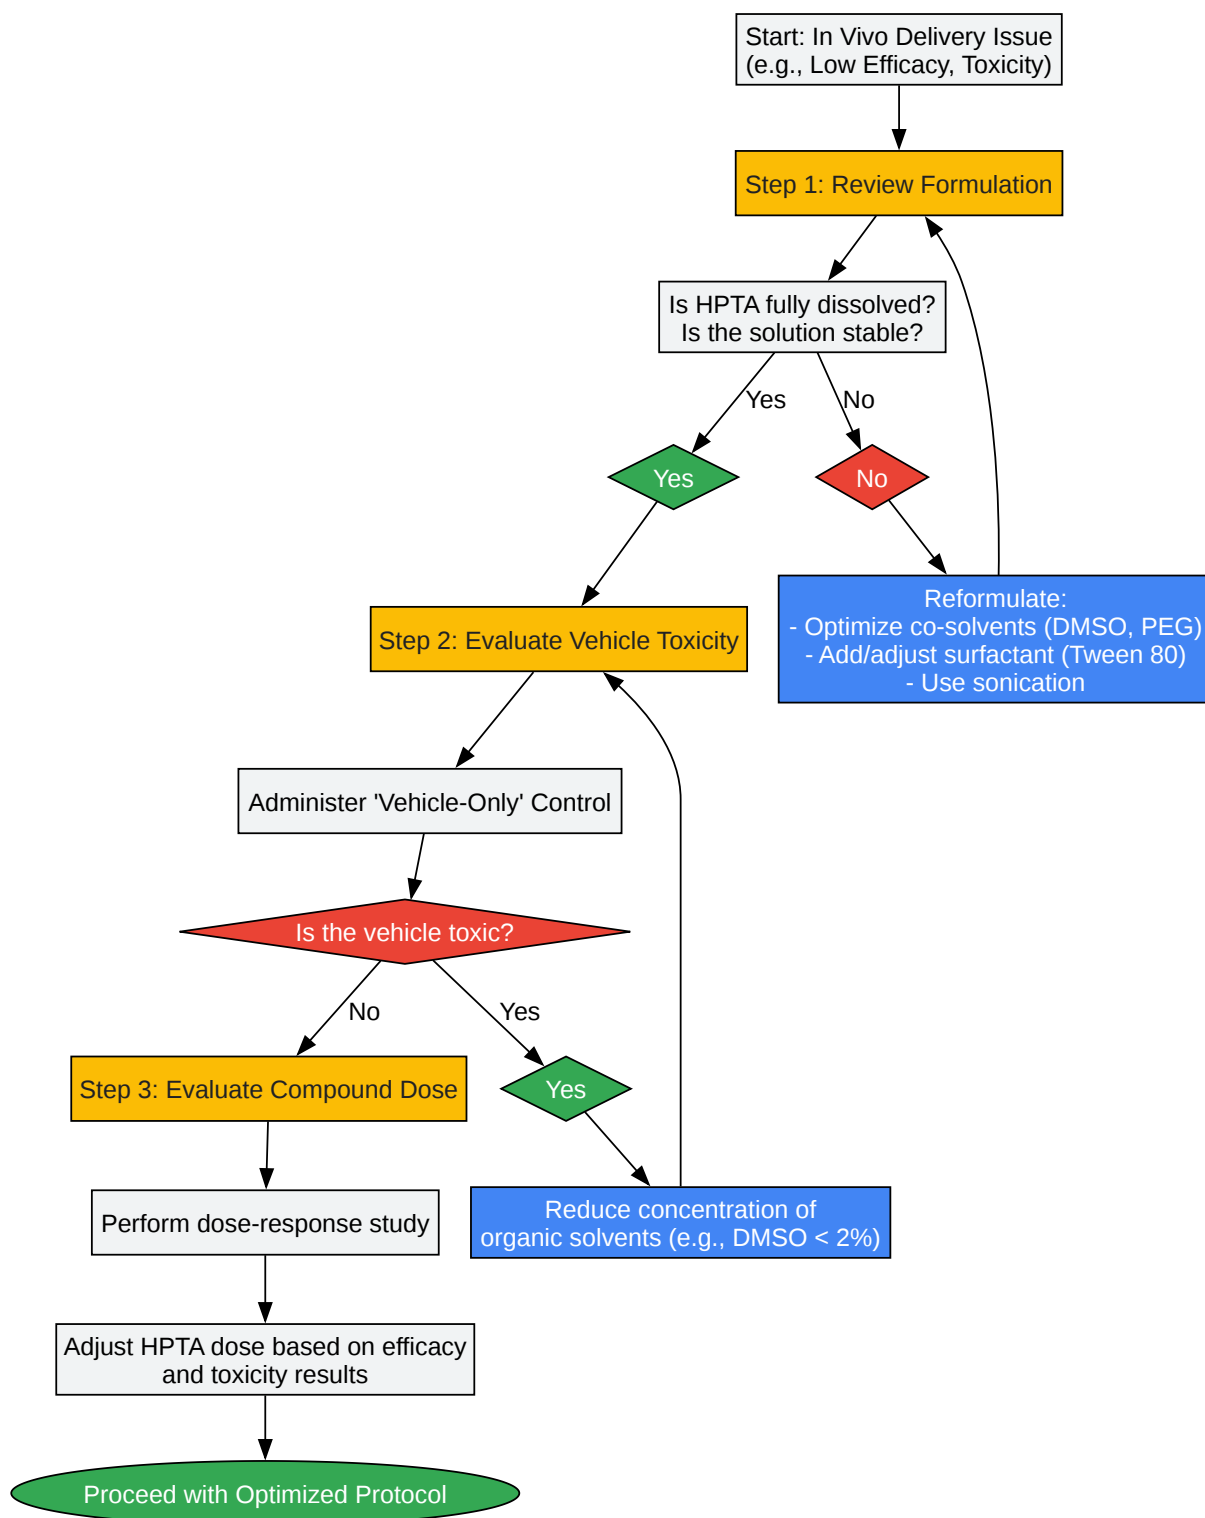 Start: In Vivo Delivery Issue
(e.g., Low Efficacy, Toxicity)
Step 1: Review Formulation
Is HPTA fully dissolved?
Is the solution stable?
Yes
No
Yes
No
Reformulate:
- Optimize co-solvents (DMSO, PEG)
- Add/adjust surfactant (Tween 80)
- Use sonication
Step 2: Evaluate Vehicle Toxicity
Administer 'Vehicle-Only' Control
Is the vehicle toxic?
No
Yes
Step 3: Evaluate Compound Dose
Yes
Perform dose-response study
Reduce concentration of
organic solvents (e.g., DMSO < 2%)
Adjust HPTA dose based on efficacy
and toxicity results
Proceed with Optimized Protocol